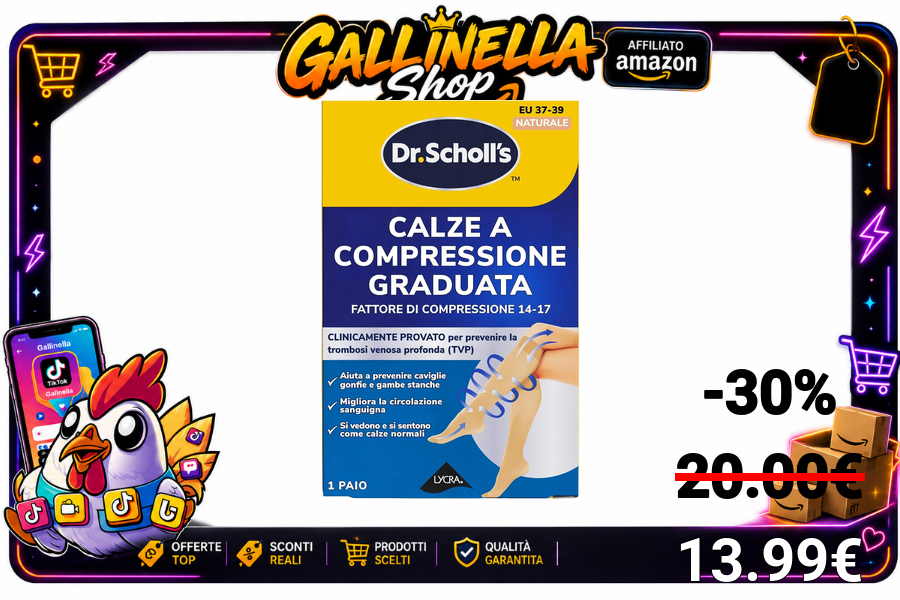 GALLINELLA
Shop
AFFILIATO
amazon
EU 37-39
NATURALE
Dr.Scholl's
TM
CALZE A
COMPRESSIONE
GRADUATA
FATTORE DI COMPRESSIONE 14-17
CLINICAMENTE PROVATO per prevenire la
trombosi venosa profonda (TVP)
Aiuta a prevenire caviglie
gonfie e gambe stanche
Migliora la circolazione
sanguigna
Si vedono e si sentono
come calze normali
LYCRA
1 PAIO
Gallinella
TikTok
Gallinella
-30%
20.00€
13.99€
OFFERTE
TOP
SCONTI
REALI
PRODOTTI
SCELTI
QUALITÀ
GARANTITA